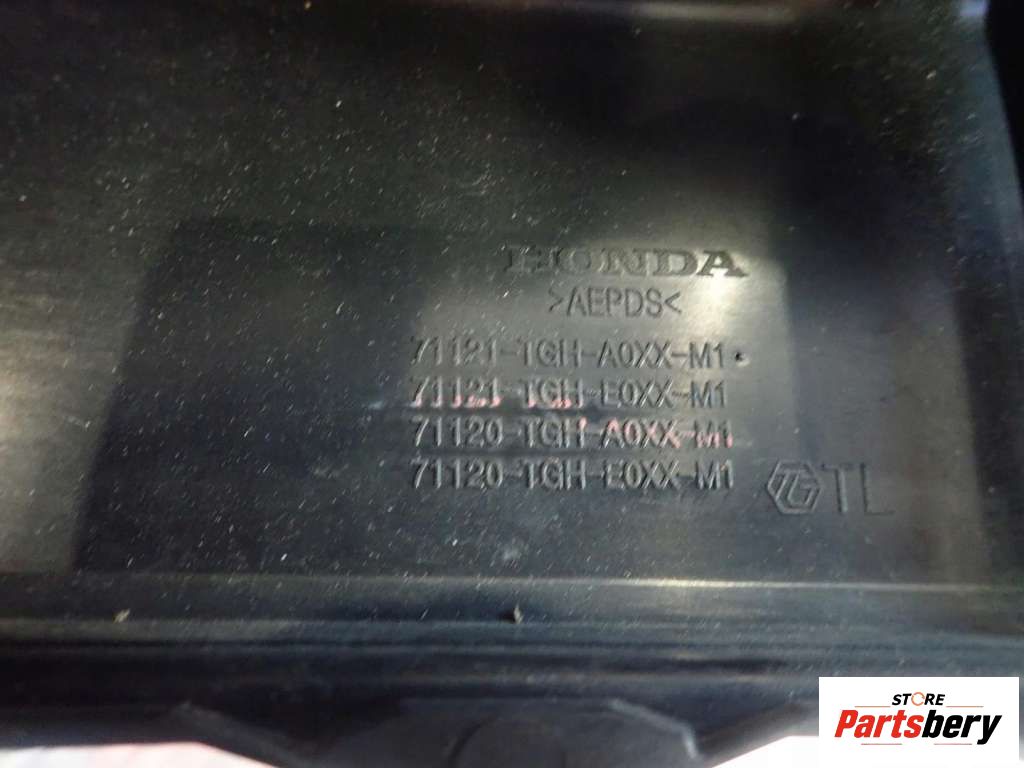 HONDA
>AEPDS<
71121-TGH-A0XX-M1
71121-TGH-E0XX-M1
71120-TGH-A0XX-M1
71120-TGH-E0XX-M1
TG TL
STORE
Partsbery